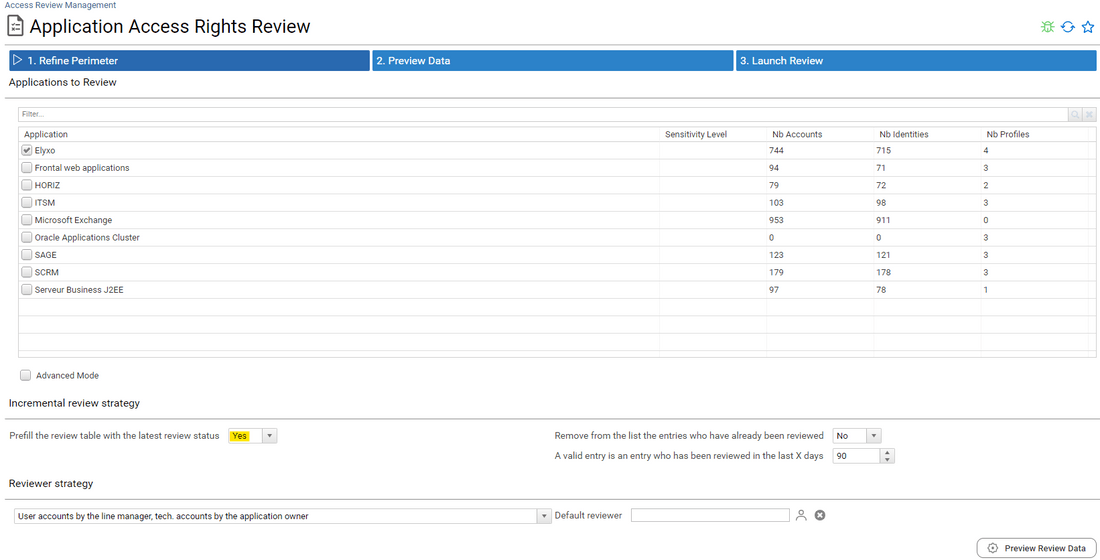 Access Review Management
Application Access Rights Review
1. Refine Perimeter 2. Preview Data 3. Launch Review
Applications to Review
Filter...
Application Sensitivity Level Nb Accounts Nb Identities Nb Profiles
Elyxo 744 715 4
Frontal web applications 94 71 3
HORIZ 79 72 2
ITSM 103 98 3
Microsoft Exchange 953 911 0
Oracle Applications Cluster 0 0 3
SAGE 123 121 3
SCRM 179 178 3
Serveur Business J2EE 97 78 1
Advanced Mode
Incremental review strategy
Prefill the review table with the latest review status Yes Remove from the list the entries who have already been reviewed No
A valid entry is an entry who has been reviewed in the last X days 90
Reviewer strategy
User accounts by the line manager, tech. accounts by the application owner Default reviewer
Preview Review Data